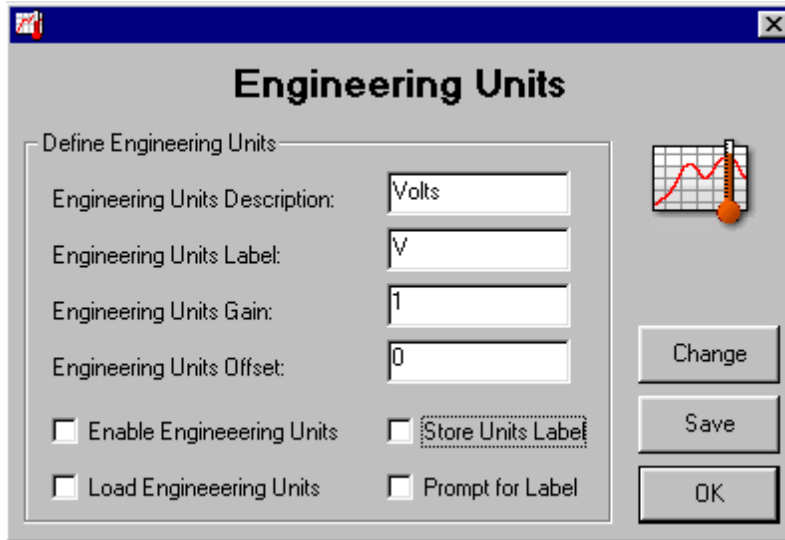 Engineering Units
Define Engineering Units
Engineering Units Description: Volts
Engineering Units Label: V
Engineering Units Gain: 1
Engineering Units Offset: 0
Change
Enable Engineeering Units Store Units Label
Save
Load Engineeering Units Prompt for Label
OK